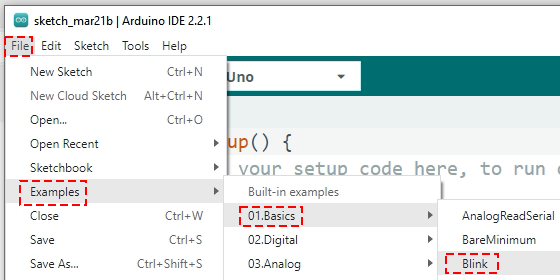 sketch_mar21b | Arduino IDE 2.2.1
File Edit Sketch Tools Help
New Sketch Ctrl+N
New Cloud Sketch Alt+Ctrl+N
Open... Ctrl+O
Open Recent
Sketchbook
Examples
Close Ctrl+W
Save Ctrl+S
Save As... Ctrl+Shift+S
Uno
up() {
your setup code here, to run
Built-in examples
01.Basics
02.Digital
03.Analog
AnalogReadSerial
BareMinimum
Blink